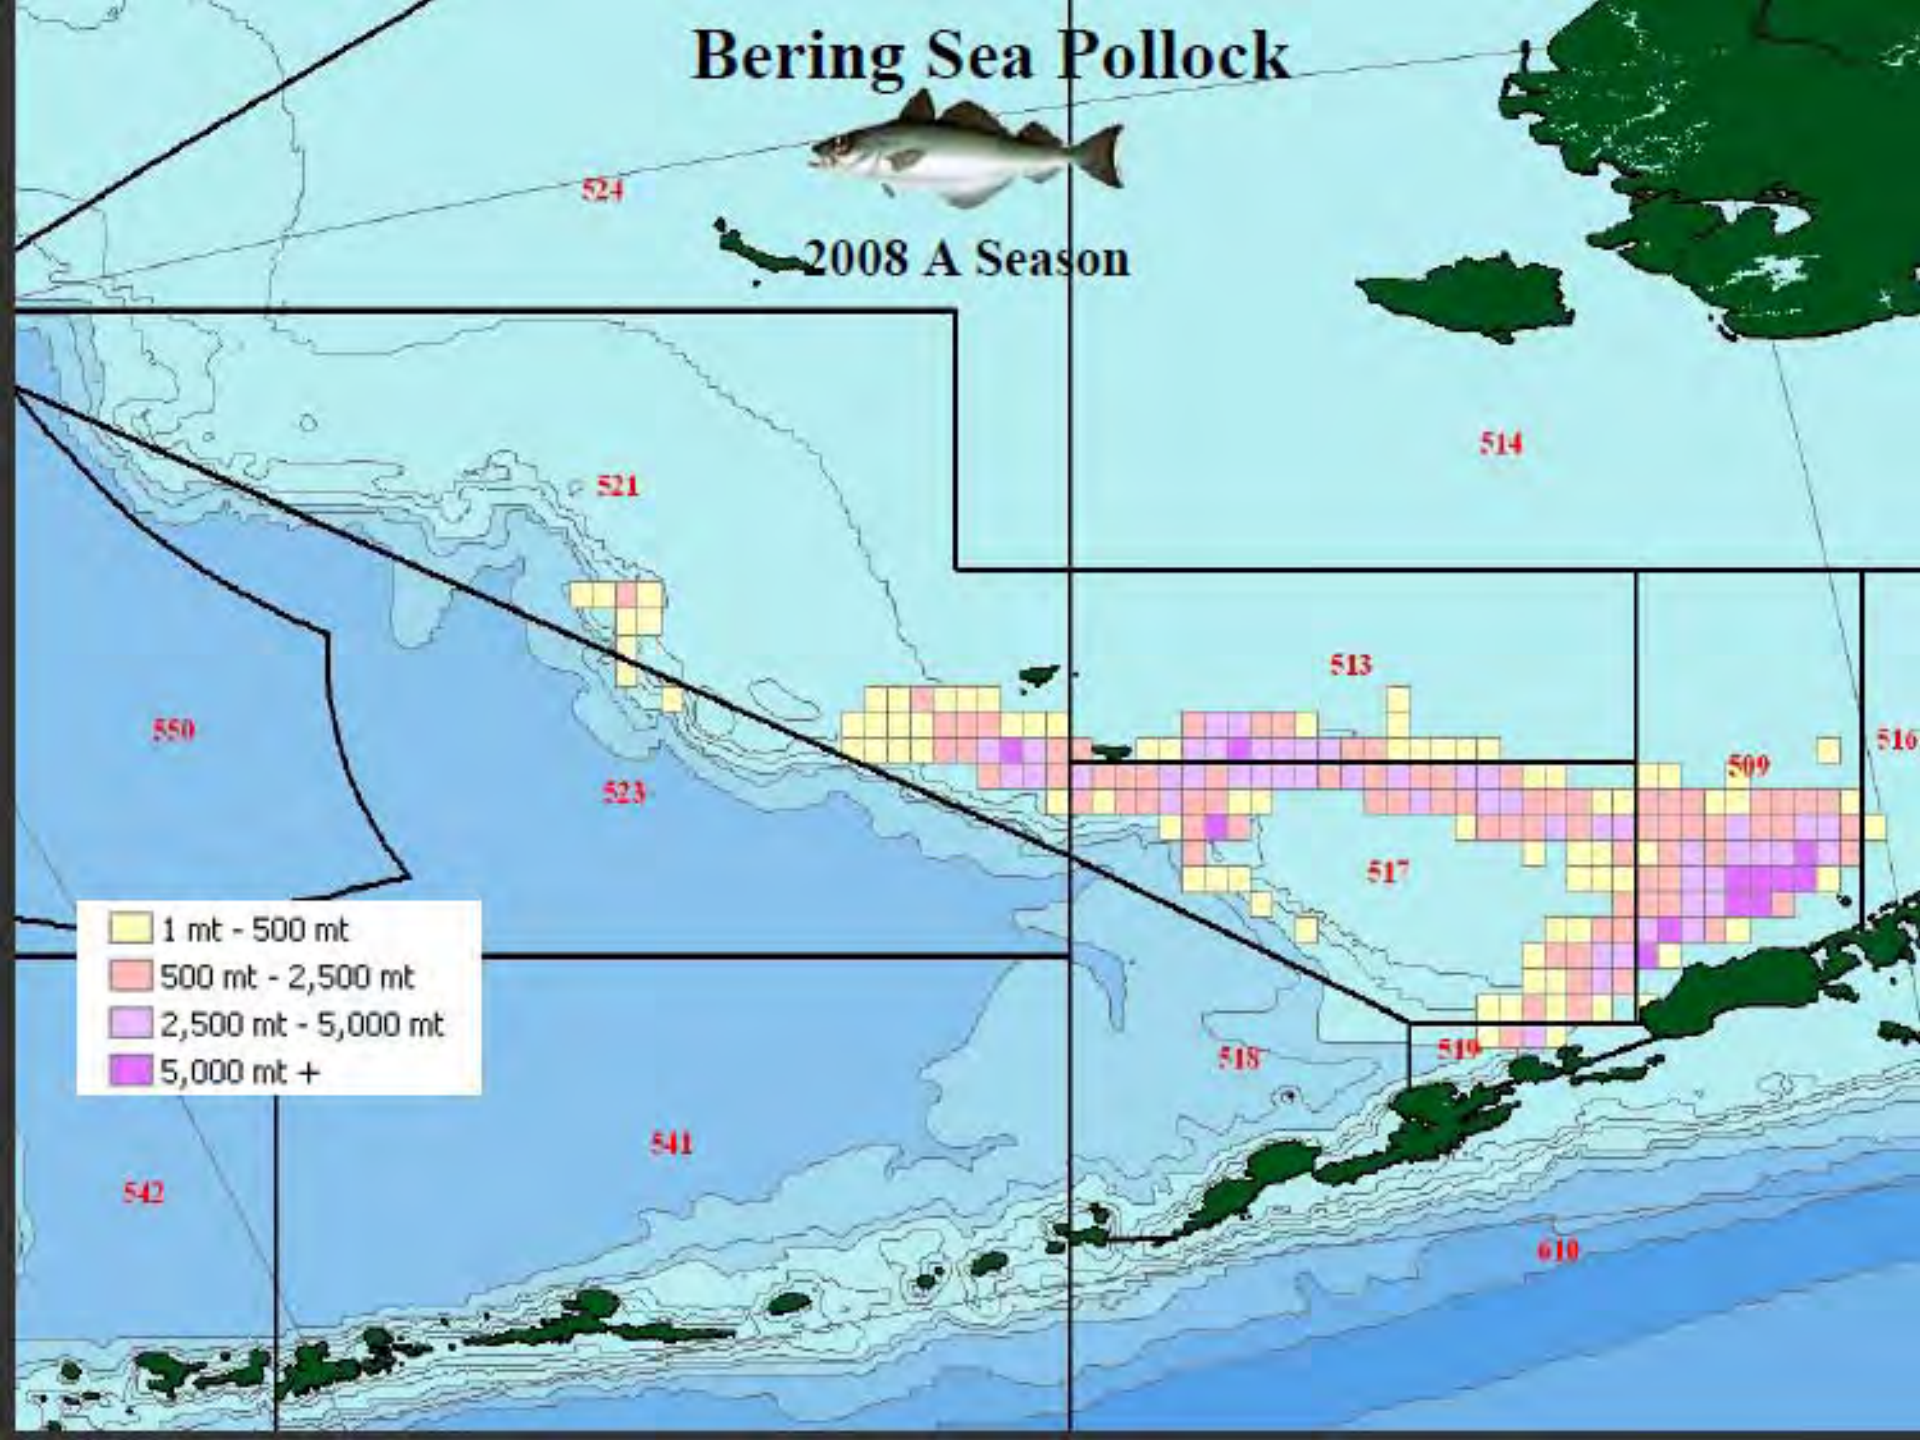 Bering Sea Pollock
524
2008 A Season
514
521
513
550
516
509
523
517
1 mt - 500 mt
500 mt - 2,500 mt
2,500 mt - 5,000 mt
5,000 mt +
518
519
541
542
610